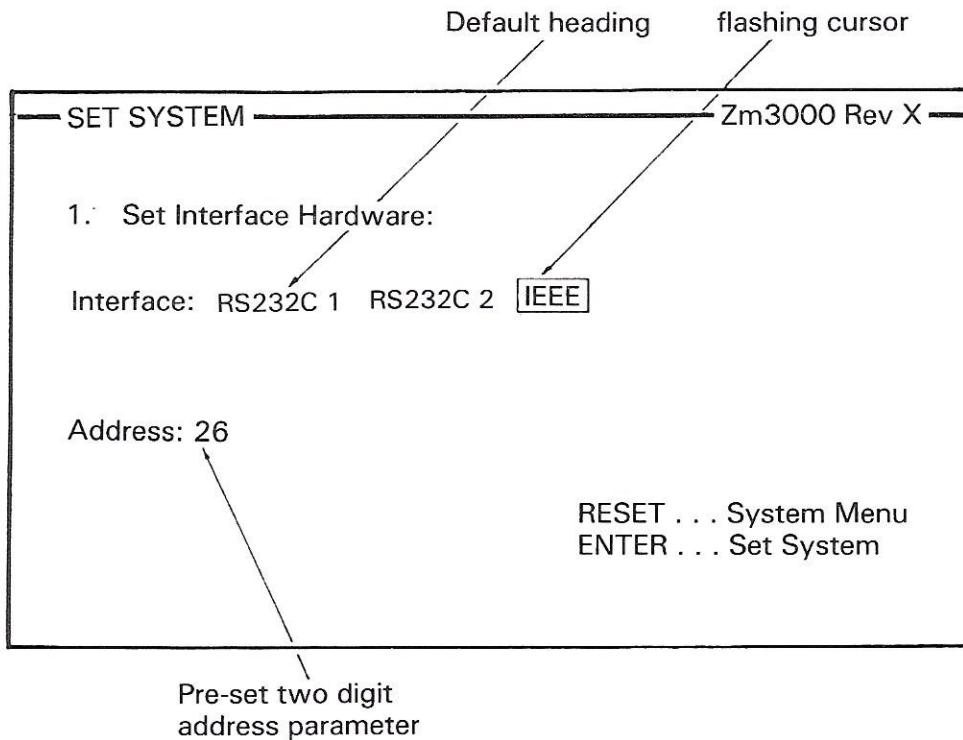 Default heading flashing cursor
SET SYSTEM Zm3000 Rev X
1. Set Interface Hardware:
Interface: RS232C 1 RS232C 2 IEEE
Address: 26
RESET . . . System Menu
ENTER . . . Set System
Pre-set two digit
address parameter